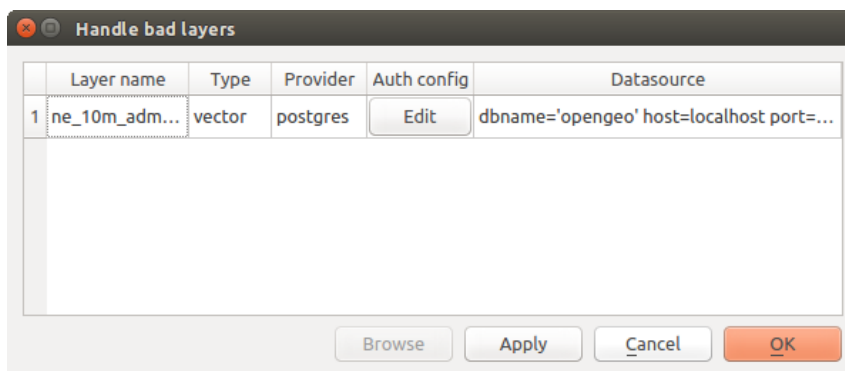 Handle bad layers
Layer name Type Provider Auth config Datasource
1 ne_10m_adm... vector postgres Edit dbname='opengeo' host=localhost port=...
Browse Apply Cancel OK